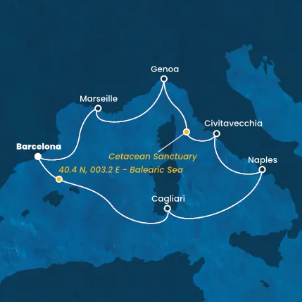 Genoa
Marseille
Civitavecchia
Barcelona
Cetacean Sanctuary
Naples
40.4 N, 003.2 E - Balearic Sea
Cagliari